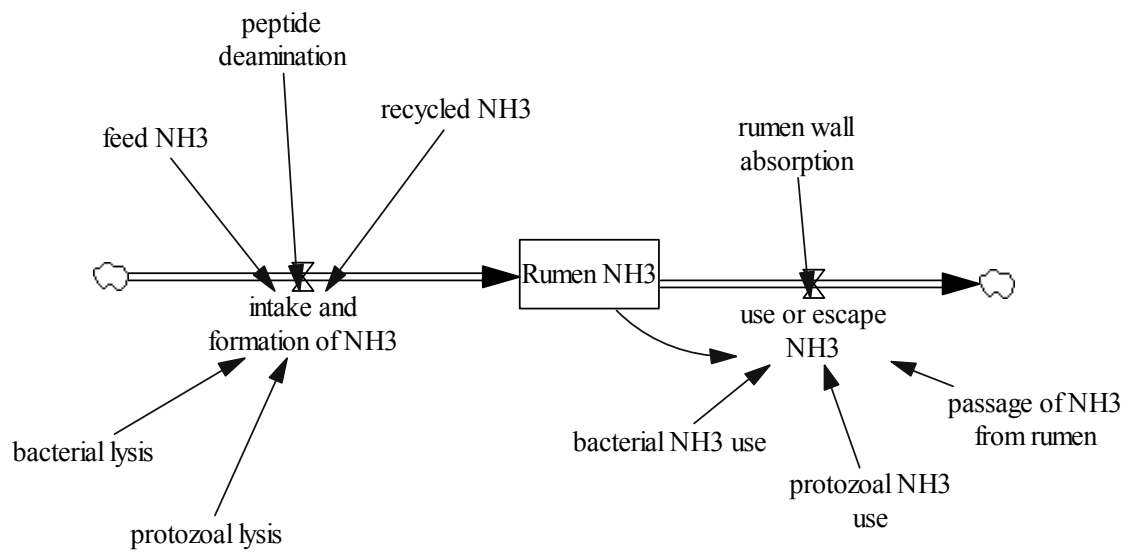 peptide
deamination
feed NH3
recycled NH3
rumen wall
absorption
Rumen NH3
intake and
formation of NH3
use or escape
NH3
bacterial lysis
protozoal lysis
bacterial NH3 use
protozoal NH3
use
passage of NH3
from rumen